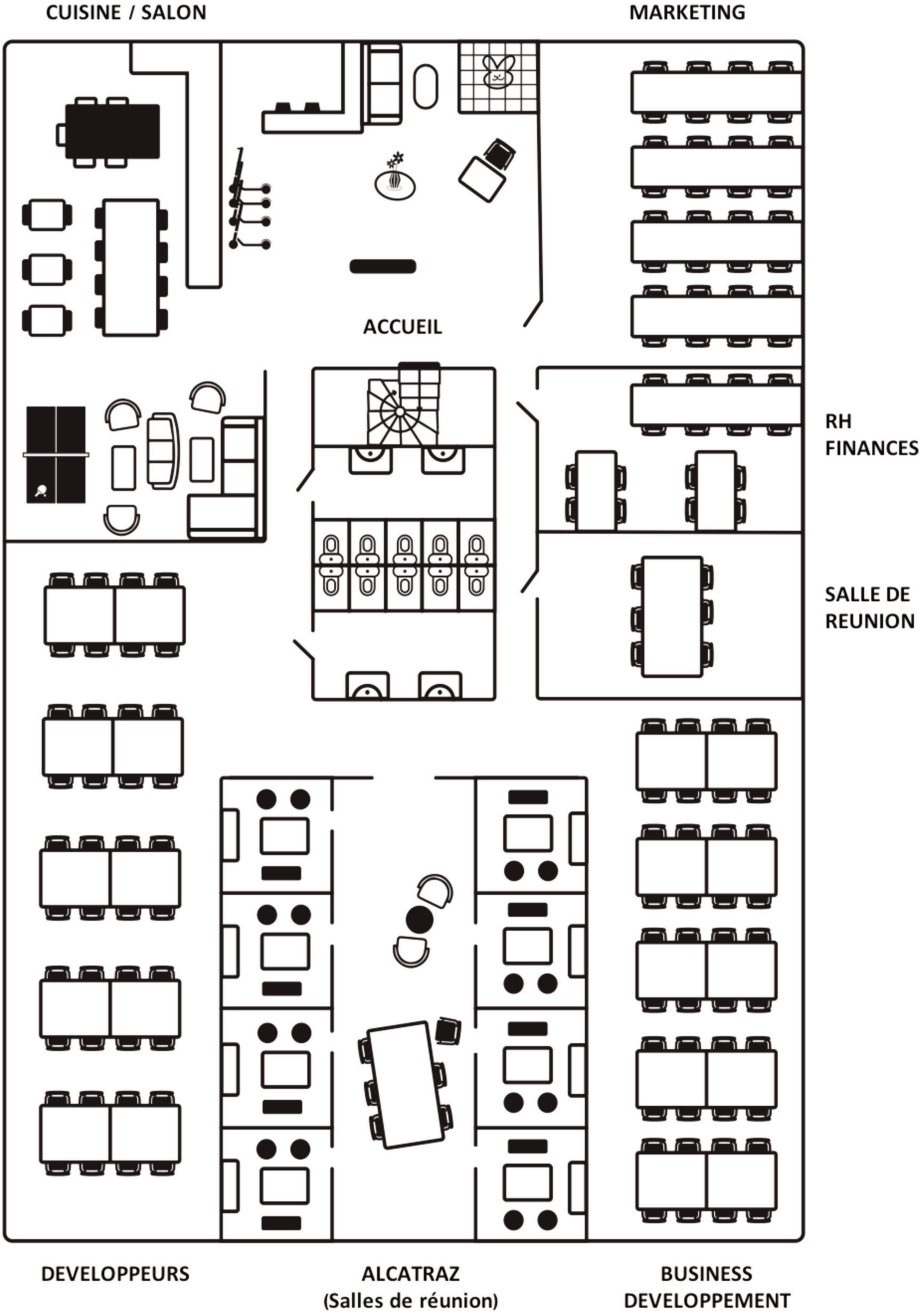 CUISINE / SALON
MARKETING
ACCUEIL
RH
FINANCES
SALLE DE
REUNION
DEVELOPPEURS
ALCATRAZ
(Salles de réunion)
BUSINESS
DEVELOPPEMENT